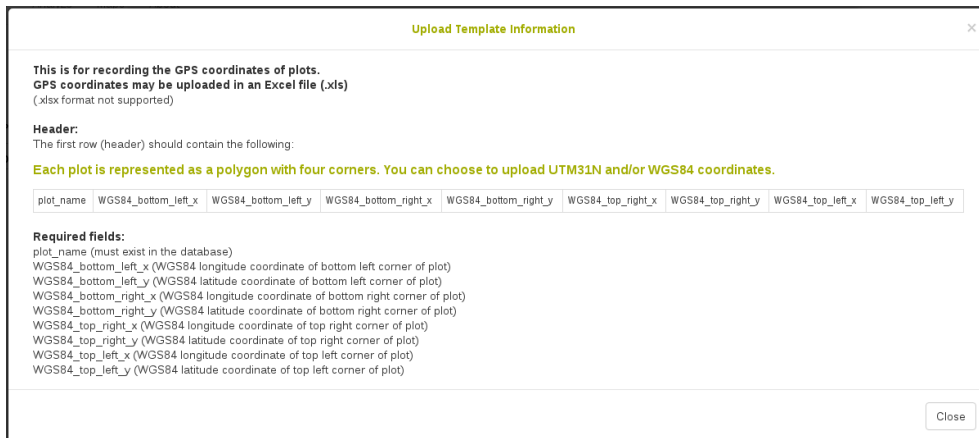 Upload Template Information
×
This is for recording the GPS coordinates of plots.
GPS coordinates may be uploaded in an Excel file (.xls)
(.xlsx format not supported)
Header:
The first row (header) should contain the following:
Each plot is represented as a polygon with four corners. You can choose to upload UTM31N and/or WGS84 coordinates.
plot_name WGS84_bottom_left_x WGS84_bottom_left_y WGS84_bottom_right_x WGS84_bottom_right_y WGS84_top_right_x WGS84_top_right_y WGS84_top_left_x WGS84_top_left_y
Required fields:
plot_name (must exist in the database)
WGS84_bottom_left_x (WGS84 longitude coordinate of bottom left corner of plot)
WGS84_bottom_left_y (WGS84 latitude coordinate of bottom left corner of plot)
WGS84_bottom_right_x (WGS84 longitude coordinate of bottom right corner of plot)
WGS84_bottom_right_y (WGS84 latitude coordinate of bottom right corner of plot)
WGS84_top_right_x (WGS84 longitude coordinate of top right corner of plot)
WGS84_top_right_y (WGS84 latitude coordinate of top right corner of plot)
WGS84_top_left_x (WGS84 longitude coordinate of top left corner of plot)
WGS84_top_left_y (WGS84 latitude coordinate of top left corner of plot)
Close